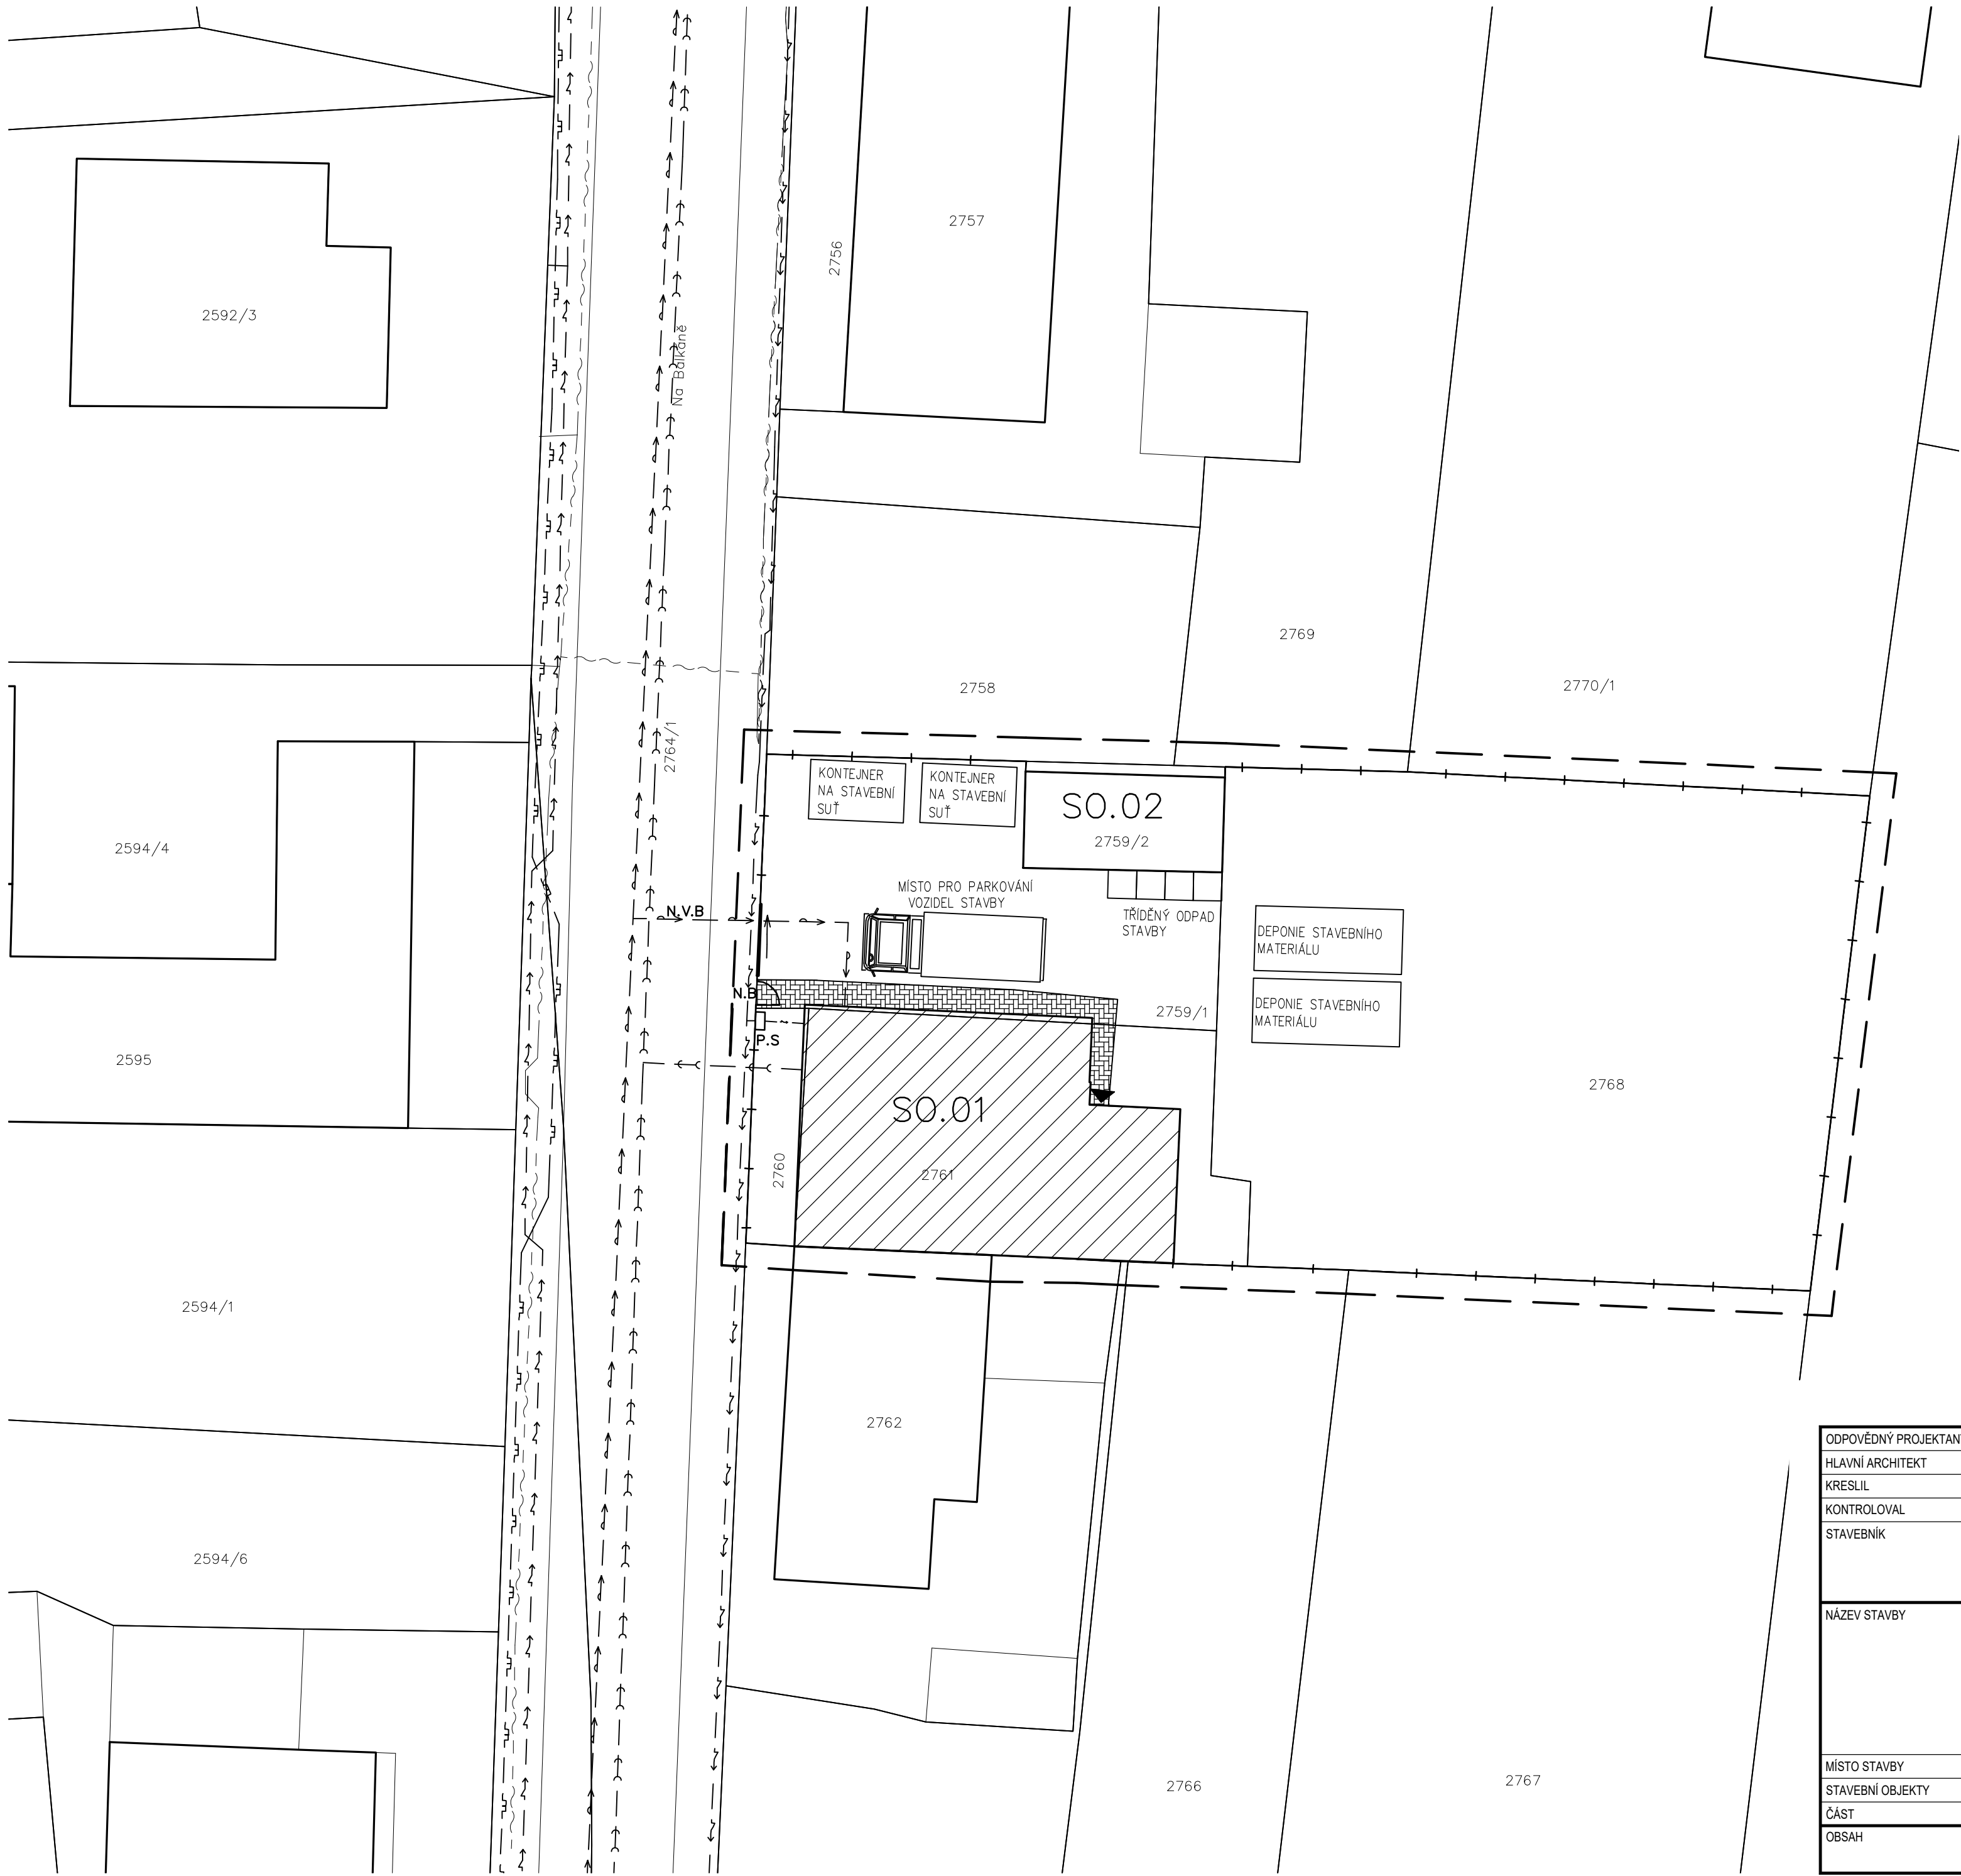 2757
2756
2592/3
Na Balkáně
2769
2770/1
2758
2764/1
KONTEJNER
NA STAVEBNÍ
SUŤ
KONTEJNER
NA STAVEBNÍ
SUŤ
SO.02
2759/2
2594/4
MÍSTO PRO PARKOVÁNÍ
VOZIDEL STAVBY
N.V.B
TŘÍDĚNÝ ODPAD
STAVBY
DEPONIE STAVEBNÍHO
MATERIÁLU
N.B
DEPONIE STAVEBNÍHO
MATERIÁLU
2759/1
P.S
2595
2768
SO.01
2760
2761
2594/1
2762
ODPOVĚDNÝ PROJEKTANT
HLAVNÍ ARCHITEKT
KRESLIL
KONTROLOVAL
STAVEBNÍK
2594/6
NÁZEV STAVBY
2766
2767
MÍSTO STAVBY
STAVEBNÍ OBJEKTY
ČÁST
OBSAH